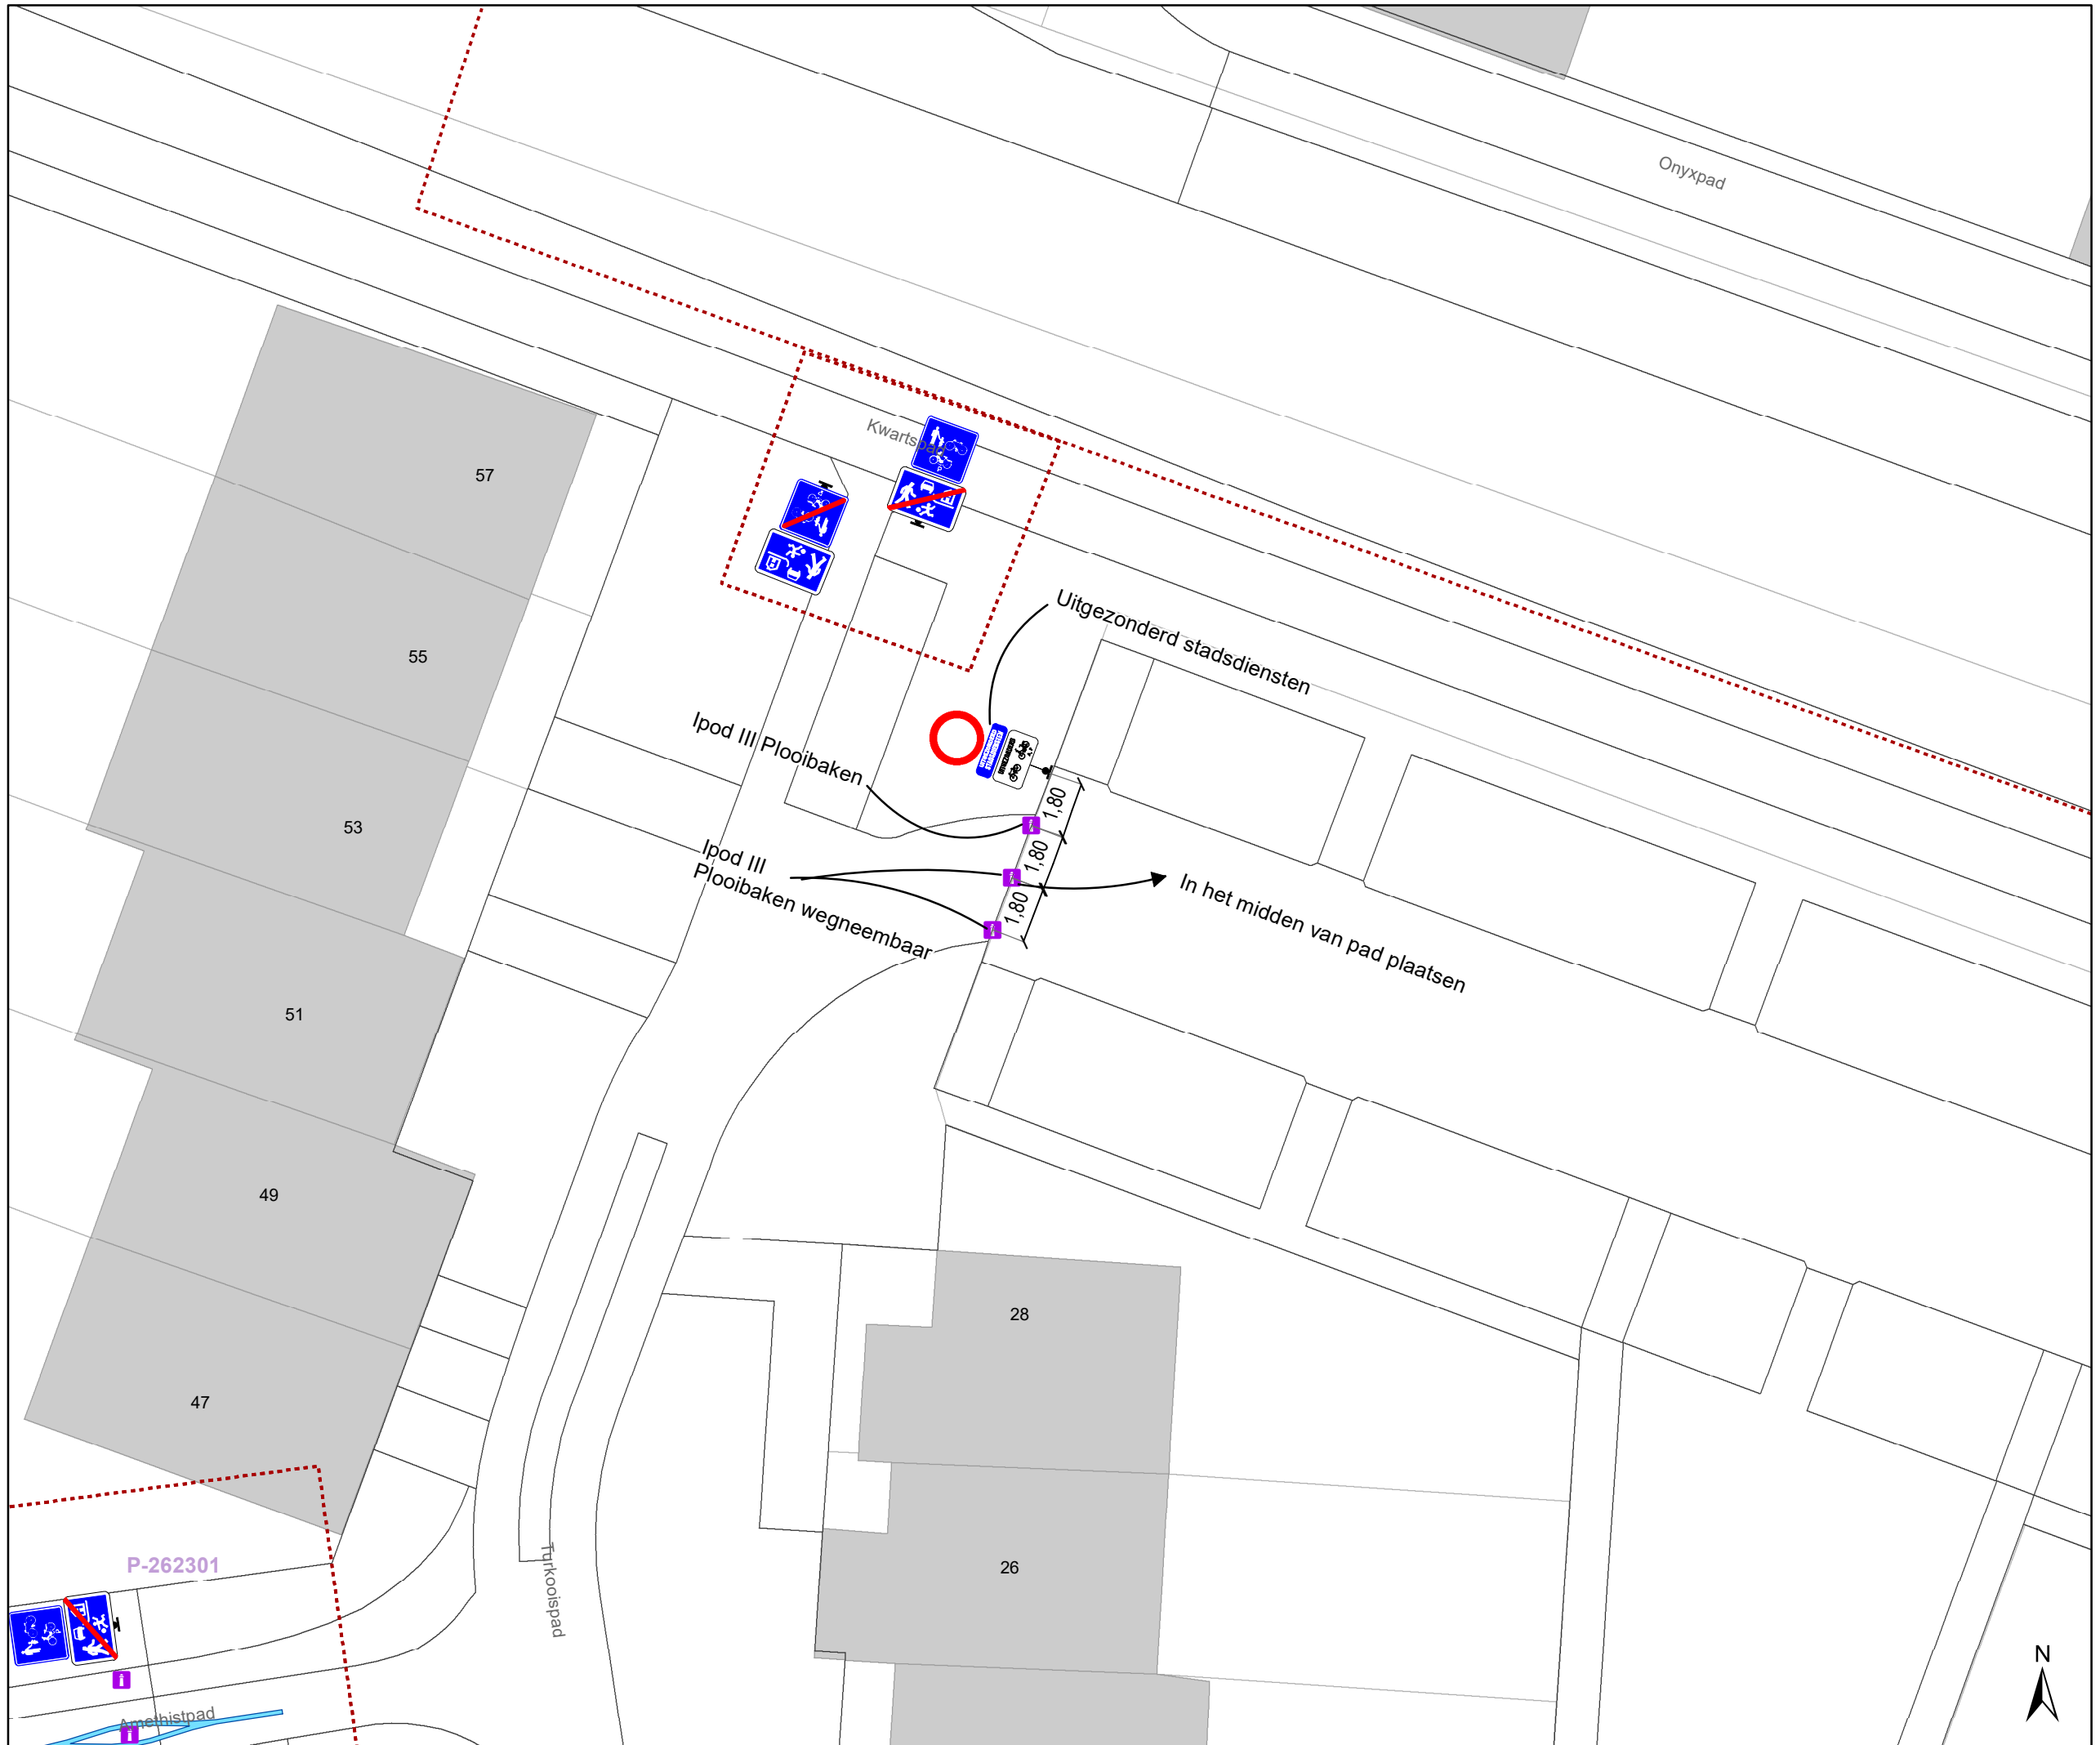 Onyxpad
Kwartspad
57
Uitgezonderd stadsdiensten
55
Ipod III Plooibaken
1,80
53
1,80
Ipod III
Plooibaken wegneembaar
In het midden van pad plaatsen
1,80
51
49
28
47
P-262301
26
Turkooispad
N
Amethistpad